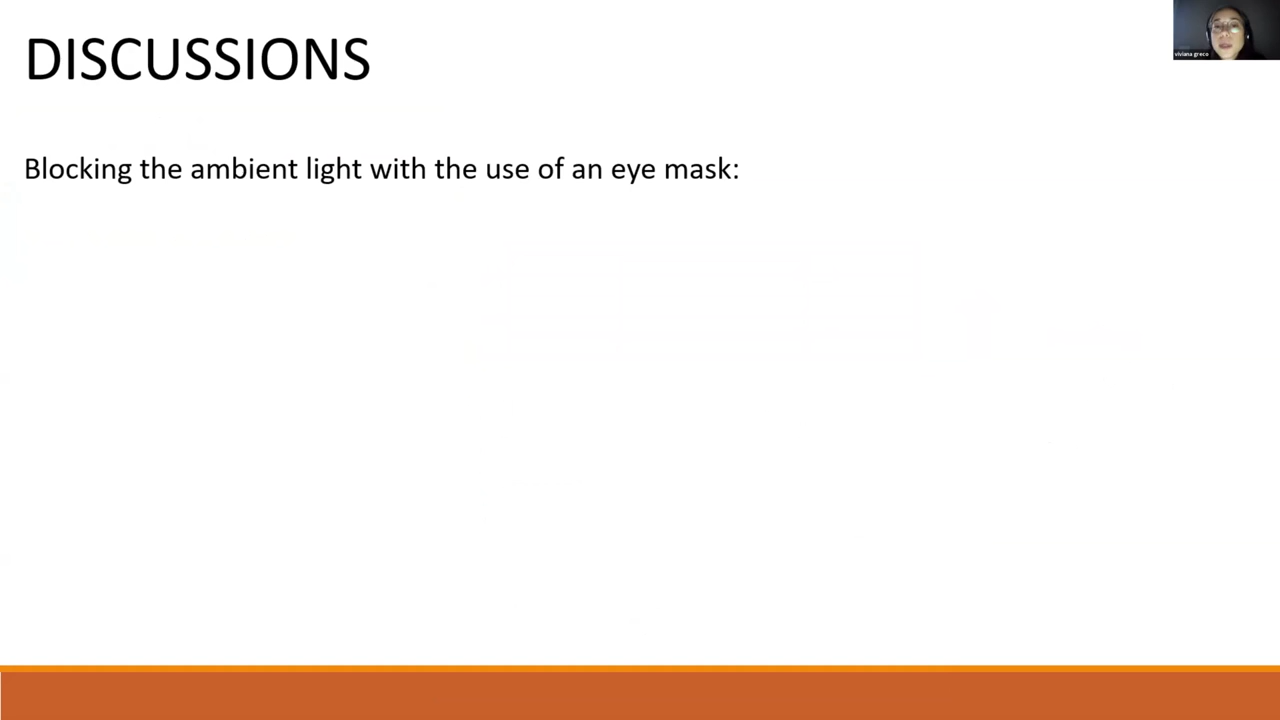 DISCUSSIONS
Blocking the ambient light with the use of an eye mask:
viviana greco